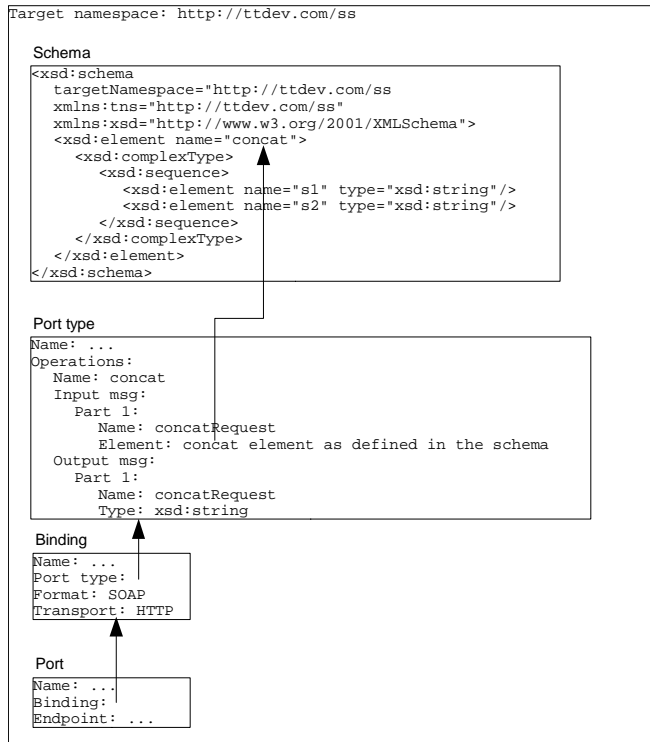 Target namespace: http://ttdev.com/ss
Schema
<xsd:schema
targetNamespace="http://ttdev.com/ss
xmlns:tns="http://ttdev.com/ss"
xmlns:xsd="http://www.w3.org/2001/XMLSchema">
<xsd:element name="concat">
<xsd:complexType>
<xsd:sequence>
<xsd:element name="s1" type="xsd:string"/>
<xsd:element name="s2" type="xsd:string"/>
</xsd:sequence>
</xsd:complexType>
</xsd:element>
</xsd:schema>
Port type
Name: ...
Operations:
Name: concat
Input msg:
Part 1:
Name: concatRequest
Element: concat element as defined in the schema
Output msg:
Part 1:
Name: concatRequest
Type: xsd:string
Binding
Name: ...
Port type:
Format: SOAP
Transport: HTTP
Port
Name: ...
Binding:
Endpoint: ...